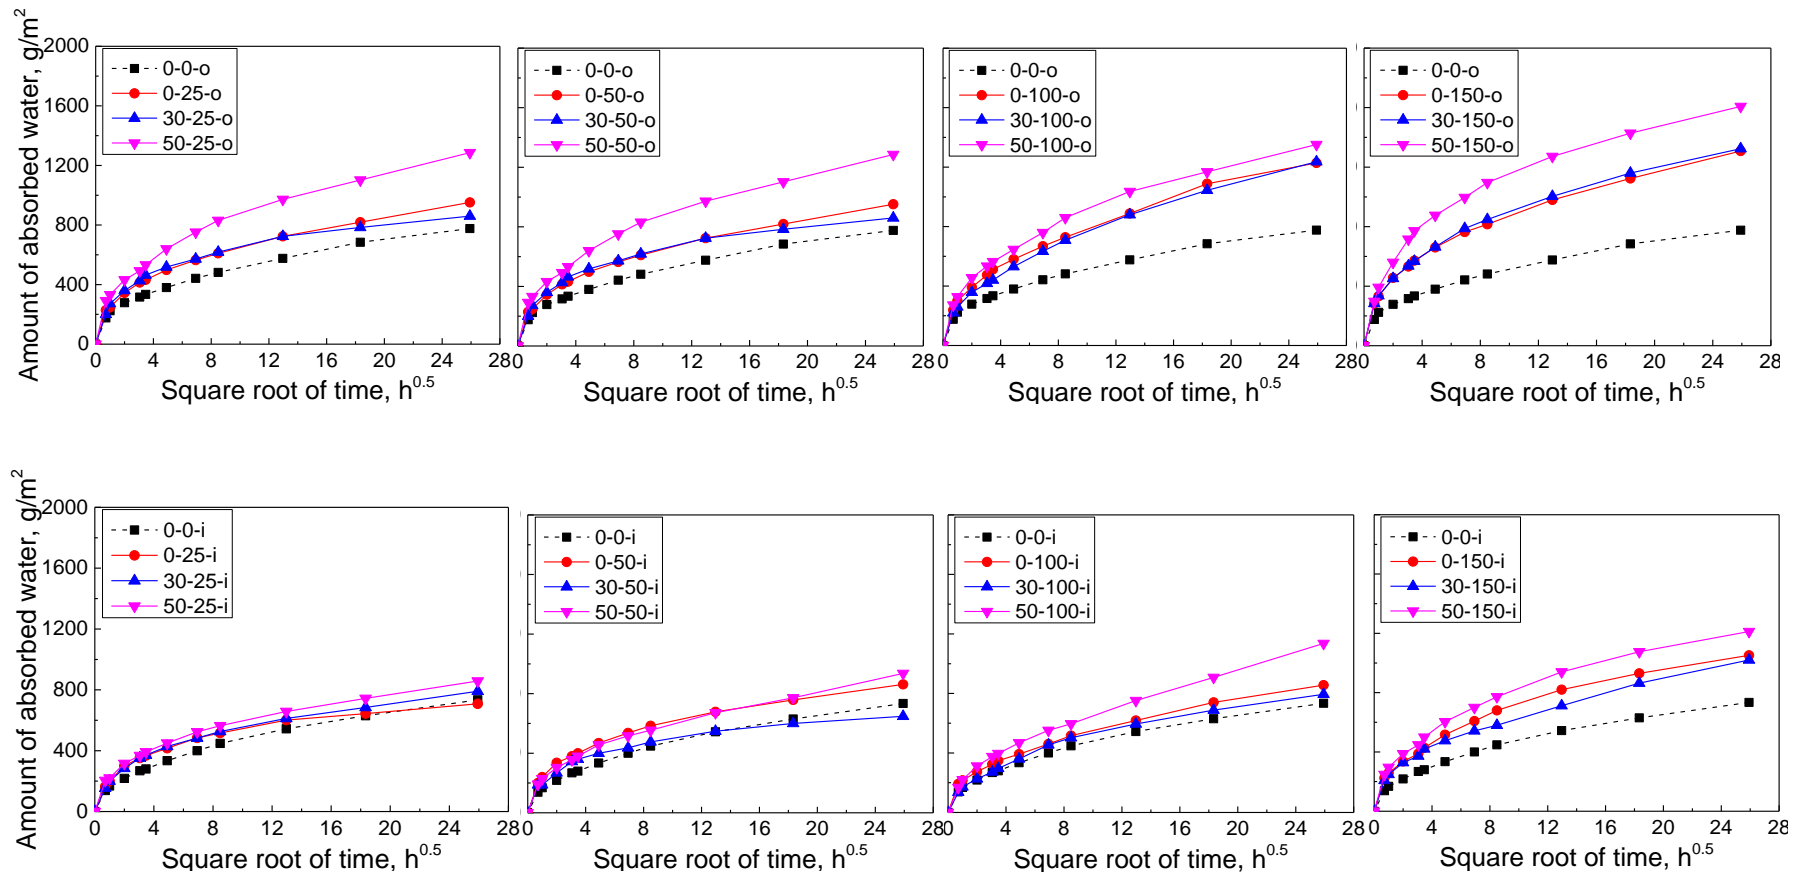 Amount of absorbed water, g/m²
2000
1600
1200
800
400
0
0-0-o
0-25-o
30-25-o
50-25-o
0 4 8 12 16 20 24 28
Square root of time, h^0.5
0-0-o
0-50-o
30-50-o
50-50-o
4 8 12 16 20 24 28
Square root of time, h^0.5
0-0-o
0-100-o
30-100-o
50-100-o
4 8 12 16 20 24 28
Square root of time, h^0.5
0-0-o
0-150-o
30-150-o
50-150-o
4 8 12 16 20 24 28
Square root of time, h^0.5
Amount of absorbed water, g/m²
2000
1600
1200
800
400
0
0-0-i
0-25-i
30-25-i
50-25-i
0 4 8 12 16 20 24 28
Square root of time, h^0.5
0-0-i
0-50-i
30-50-i
50-50-i
0 4 8 12 16 20 24 28
Square root of time, h^0.5
0-0-i
0-100-i
30-100-i
50-100-i
4 8 12 16 20 24 28
Square root of time, h^0.5
0-0-i
0-150-i
30-150-i
50-150-i
0 4 8 12 16 20 24 28
Square root of time, h^0.5